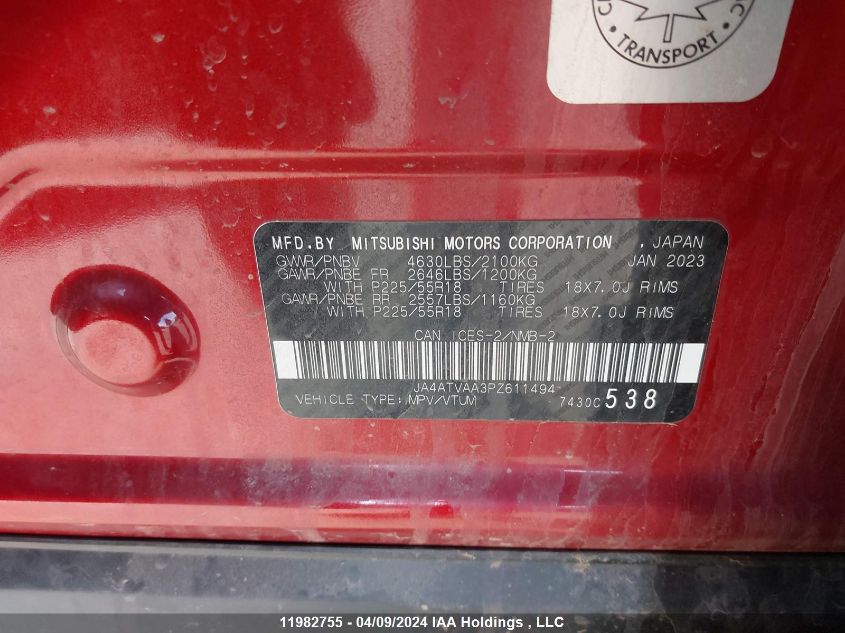 TRANSPORT
MFD.BY MITSUBISHI MOTORS CORPORATION , JAPAN
GVWR/PNBV 4630LBS/2100KG JAN 2023
GAWR/PNBE FR 2646LBS/1200KG
WITH P225/55R18 TIRES 18X7.0J RIMS
GAWR/PNBE RR 2557LBS/1160KG
WITH P225/55R18 TIRES 18X7.0J RIMS
CAN ICES-2/NMB-2
JA4ATVAA3PZ611494
VEHICLE TYPE:MPV/VTUM 7430C538
11982755 - 04/09/2024 IAA Holdings , LLC